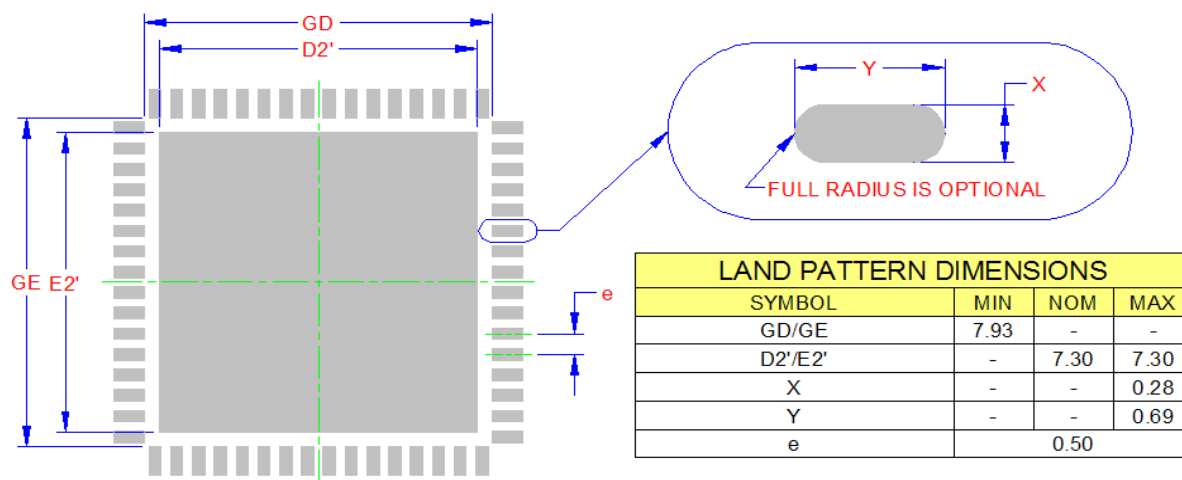 GD
D2'
GE
E2'
e
Y
X
FULL RADIUS IS OPTIONAL
LAND PATTERN DIMENSIONS
SYMBOL MIN NOM MAX
GD/GE 7.93 - -
D2'/E2' - 7.30 7.30
X - - 0.28
Y - - 0.69
e 0.50